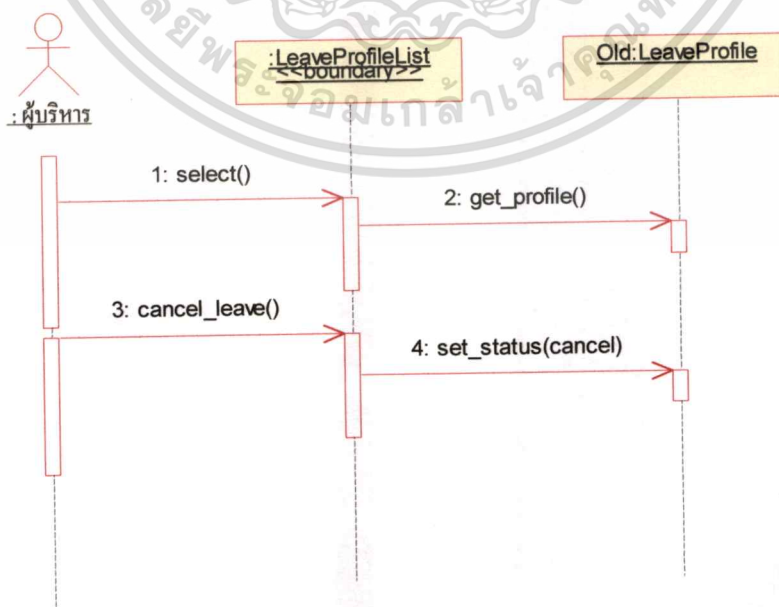 :LeaveProfileList
<<boundary>>
Old:LeaveProfile
: ผู้บริหาร
1: select()
2: get_profile()
3: cancel_leave()
4: set_status(cancel)